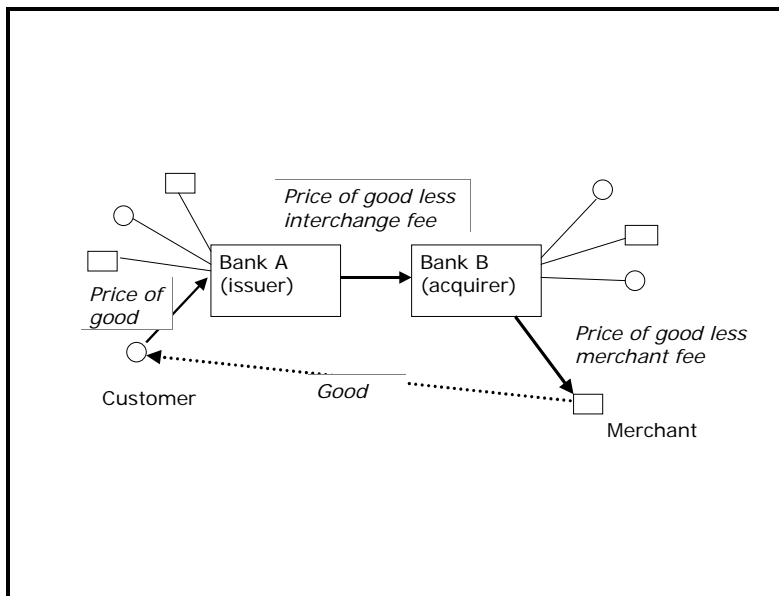 Price of good less
interchange fee
Bank A
(issuer)
Bank B
(acquirer)
Price of
good
Price of good less
merchant fee
Good
Customer
Merchant